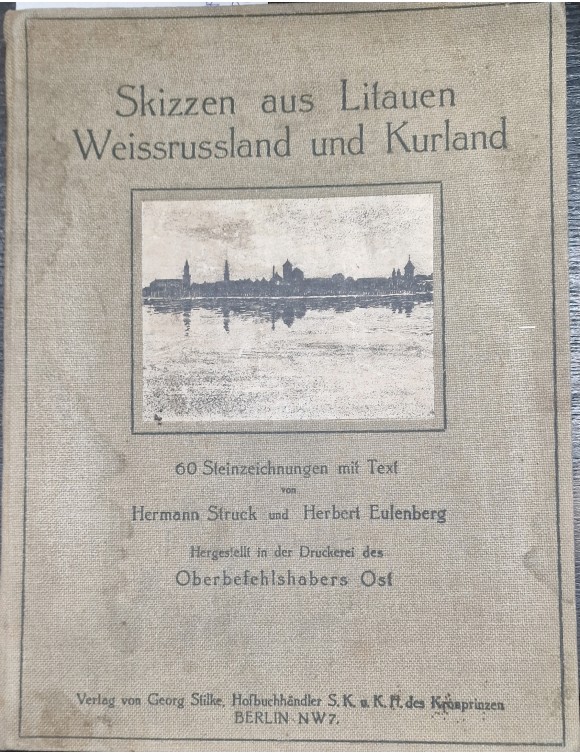 Skizzen aus Litauen
Weissrussland und Kurland
60 Steinzeichnungen mit Text
von
Hermann Struck und Herbert Eulenberg
Hergestellt in der Druckerei des
Oberbefehlshabers Ost
Verlag von Georg Stilke, Hofbuchhändler S. K. u. K. H. des Kronprinzen
BERLIN NW7.